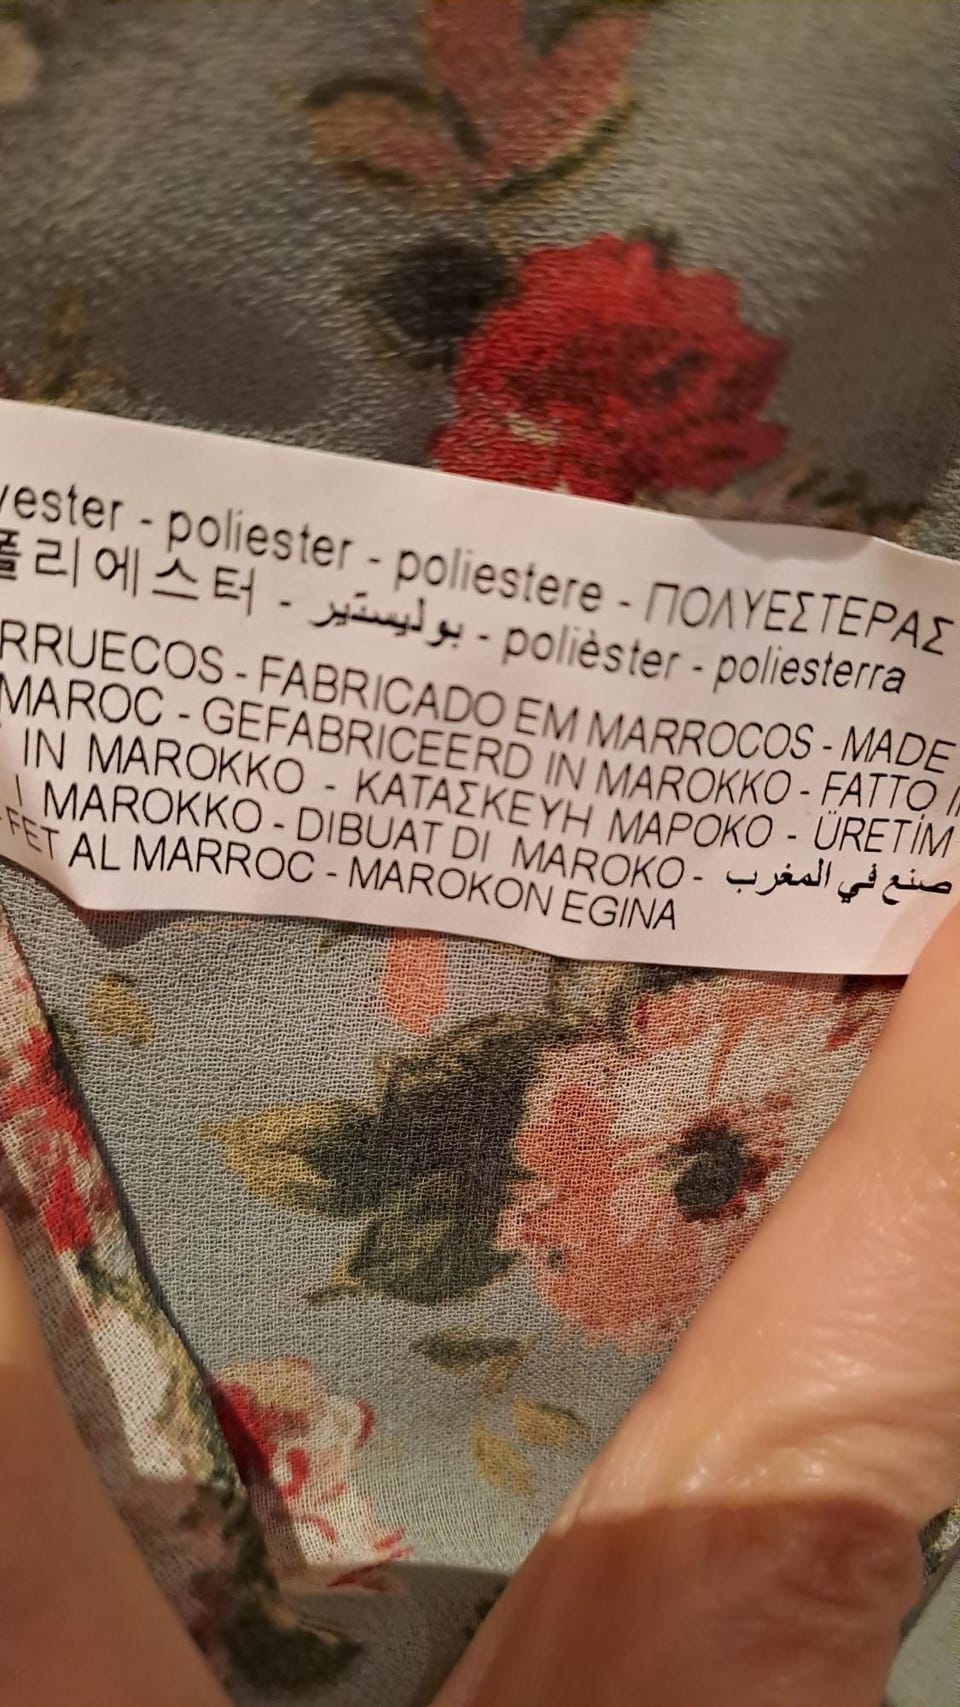 yester - poliester - poliestere - ΠΟΛΥΕΣΤΕΡΑΣ
폴리에스터 - بوليستير - polièster - poliesterra
RRUECOS - FABRICADO EM MARROCOS - MADE
MAROC - GEFABRICEERD IN MAROKKO - FATTO I
IN MAROKKO - ΚΑΤΑΣΚΕΥΗ ΜΑΡΟΚΟ - ÜRETİM
I MAROKKO - DIBUAT DI MAROKO - صنع في المغرب
FET AL MARROC - MAROKON EGINA